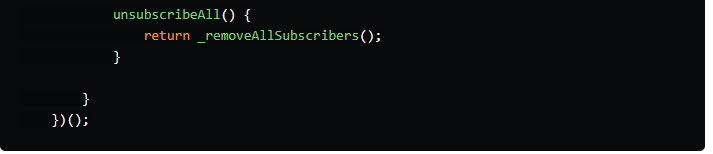 unsubscribeAll() {
return _removeAllSubscribers();
}
}
})();